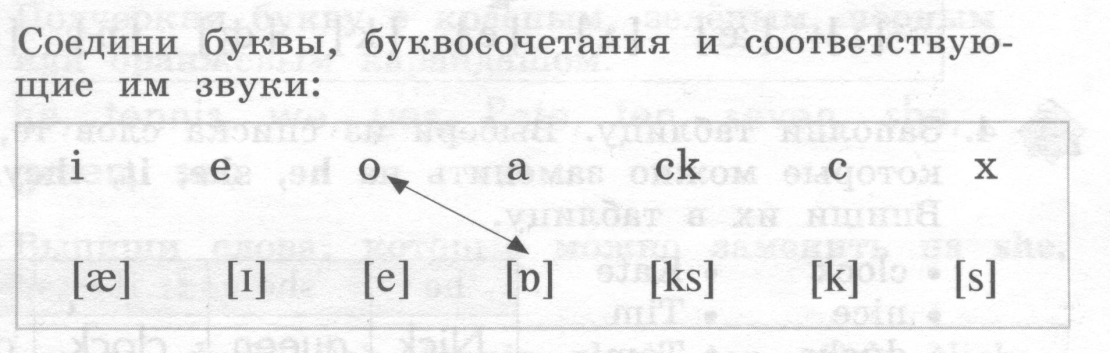 Соедини буквы, буквосочетания и соответствую-
щие им звуки:
i e o a ck c x
[æ] [ɪ] [e] [ɒ] [ks] [k] [s]